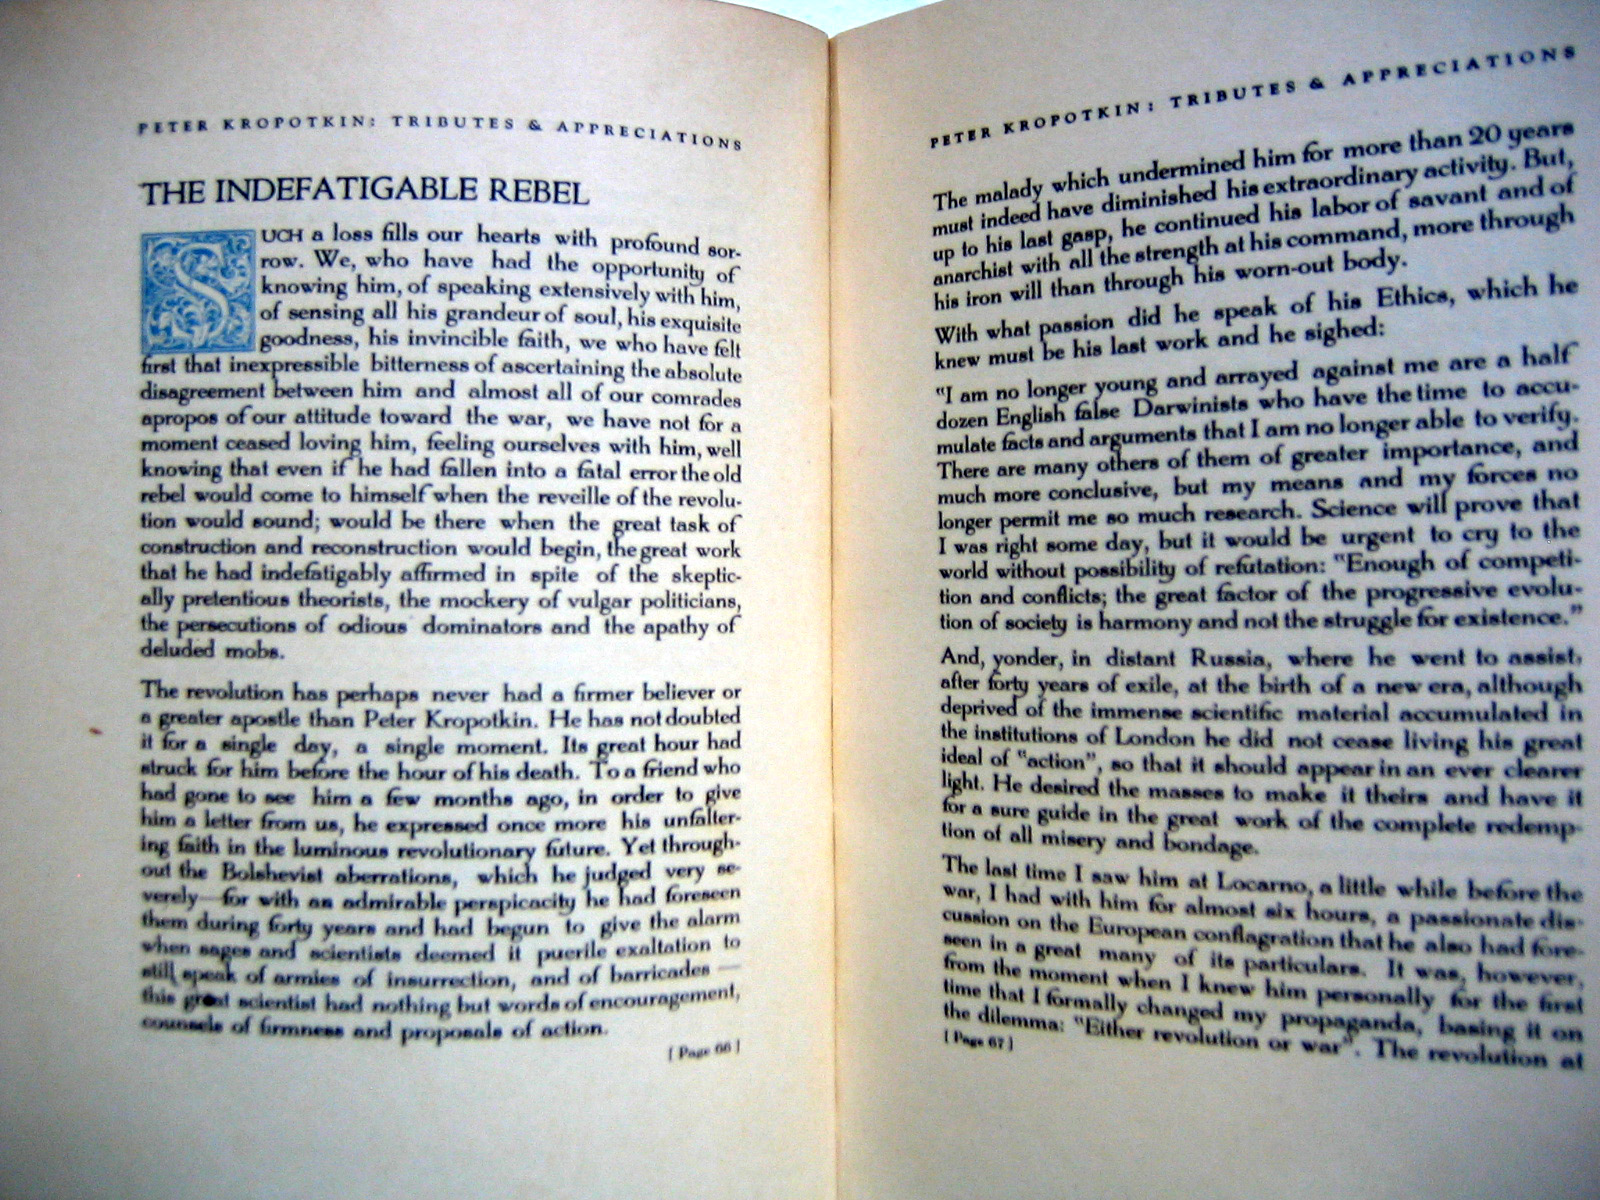 PETER KROPOTKIN: TRIBUTES & APPRECIATIONS
THE INDEFATIGABLE REBEL
SUCH a loss fills our hearts with profound sor-
row. We, who have had the opportunity of
knowing him, of speaking extensively with him,
of sensing all his grandeur of soul, his exquisite
goodness, his invincible faith, we who have felt
first that inexpressible bitterness of ascertaining the absolute
disagreement between him and almost all of our comrades
apropos of our attitude toward the war, we have not for a
moment ceased loving him, feeling ourselves with him, well
knowing that even if he had fallen into a fatal error the old
rebel would come to himself when the reveille of the revolu-
tion would sound; would be there when the great task of
construction and reconstruction would begin, the great work
that he had indefatigably affirmed in spite of the skeptic-
ally pretentious theorists, the mockery of vulgar politicians,
the persecutions of odious dominators and the apathy of
deluded mobs.
The revolution has perhaps never had a firmer believer or
a greater apostle than Peter Kropotkin. He has not doubted
it for a single day, a single moment. Its great hour had
struck for him before the hour of his death. To a friend who
had gone to see him a few months ago, in order to give
him a letter from us, he expressed once more his unfalter-
ing faith in the luminous revolutionary future. Yet through-
out the Bolshevist aberrations, which he judged very se-
verely—for with an admirable perspicacity he had foreseen
them during forty years and had begun to give the alarm
when sages and scientists deemed it puerile exaltation to
still speak of armies of insurrection, and of barricades —
this great scientist had nothing but words of encouragement,
counsels of firmness and proposals of action.
[ Page 66 ]
PETER KROPOTKIN: TRIBUTES & APPRECIATIONS
The malady which undermined him for more than 20 years
must indeed have diminished his extraordinary activity. But,
up to his last gasp, he continued his labor of savant and of
anarchist with all the strength at his command, more through
his iron will than through his worn-out body.
With what passion did he speak of his Ethics, which he
knew must be his last work and he sighed:
"I am no longer young and arrayed against me are a half
dozen English false Darwinists who have the time to accu-
mulate facts and arguments that I am no longer able to verify.
There are many others of them of greater importance, and
much more conclusive, but my means and my forces no
longer permit me so much research. Science will prove that
I was right some day, but it would be urgent to cry to the
world without possibility of refutation: "Enough of competi-
tion and conflicts; the great factor of the progressive evolu-
tion of society is harmony and not the struggle for existence."
And, yonder, in distant Russia, where he went to assist,
after forty years of exile, at the birth of a new era, although
deprived of the immense scientific material accumulated in
the institutions of London he did not cease living his great
ideal of "action", so that it should appear in an ever clearer
light. He desired the masses to make it theirs and have it
for a sure guide in the great work of the complete redemp-
tion of all misery and bondage.
The last time I saw him at Locarno, a little while before the
war, I had with him for almost six hours, a passionate dis-
cussion on the European conflagration that he also had fore-
seen in a great many of its particulars. It was, however,
from the moment when I knew him personally for the first
time that I formally changed my propaganda, basing it on
the dilemma: "Either revolution or war". The revolution at
[ Page 67 ]